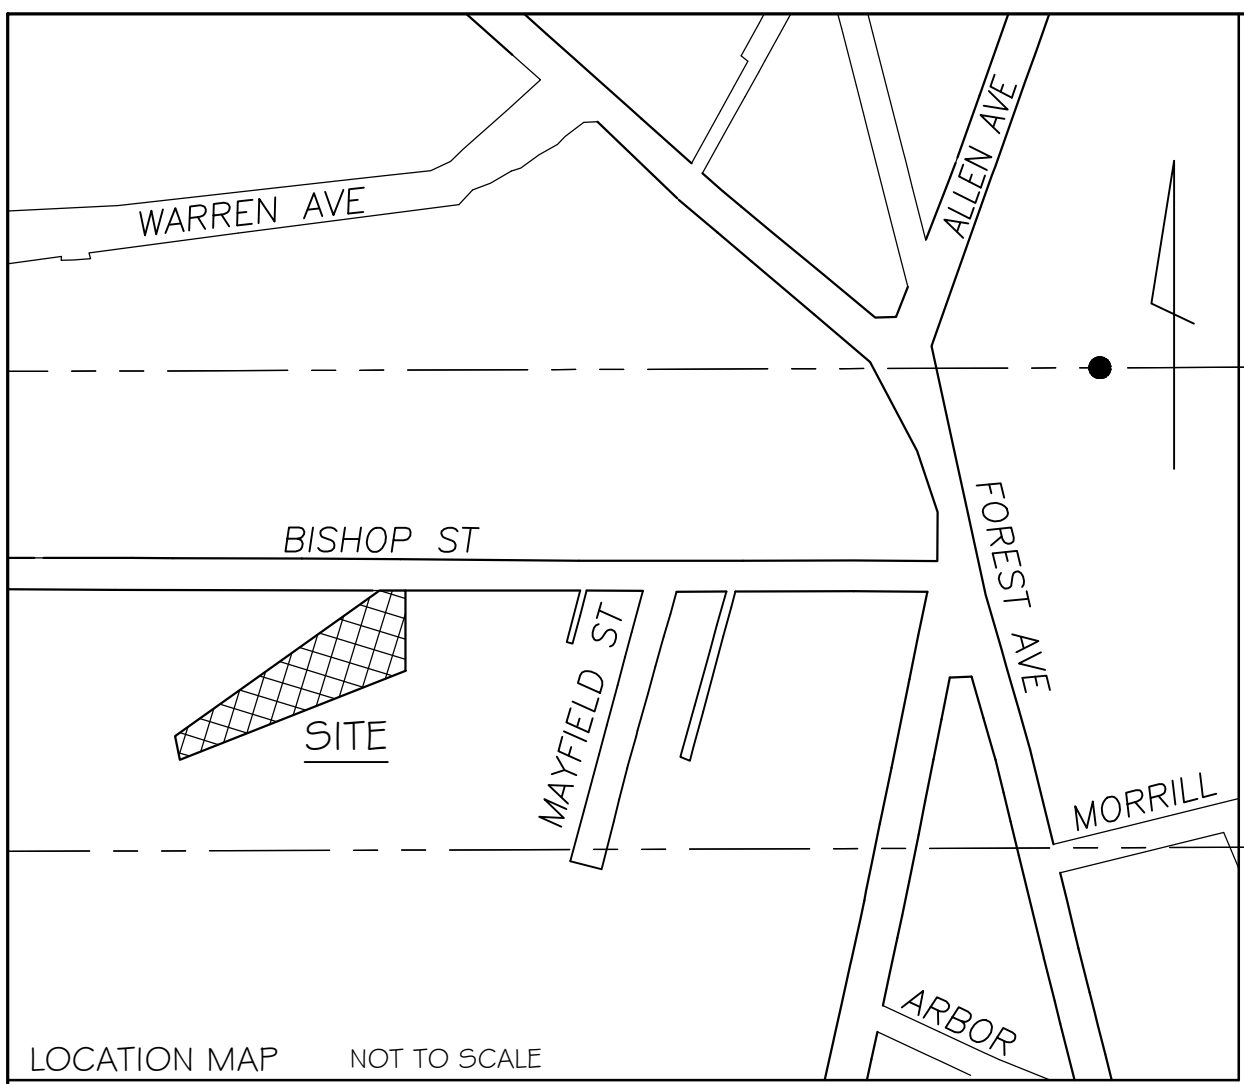 WARREN AVE
ALLEN AVE
BISHOP ST
FOREST AVE
MAYFIELD ST
SITE
MORRILL
ARBOR
LOCATION MAP NOT TO SCALE